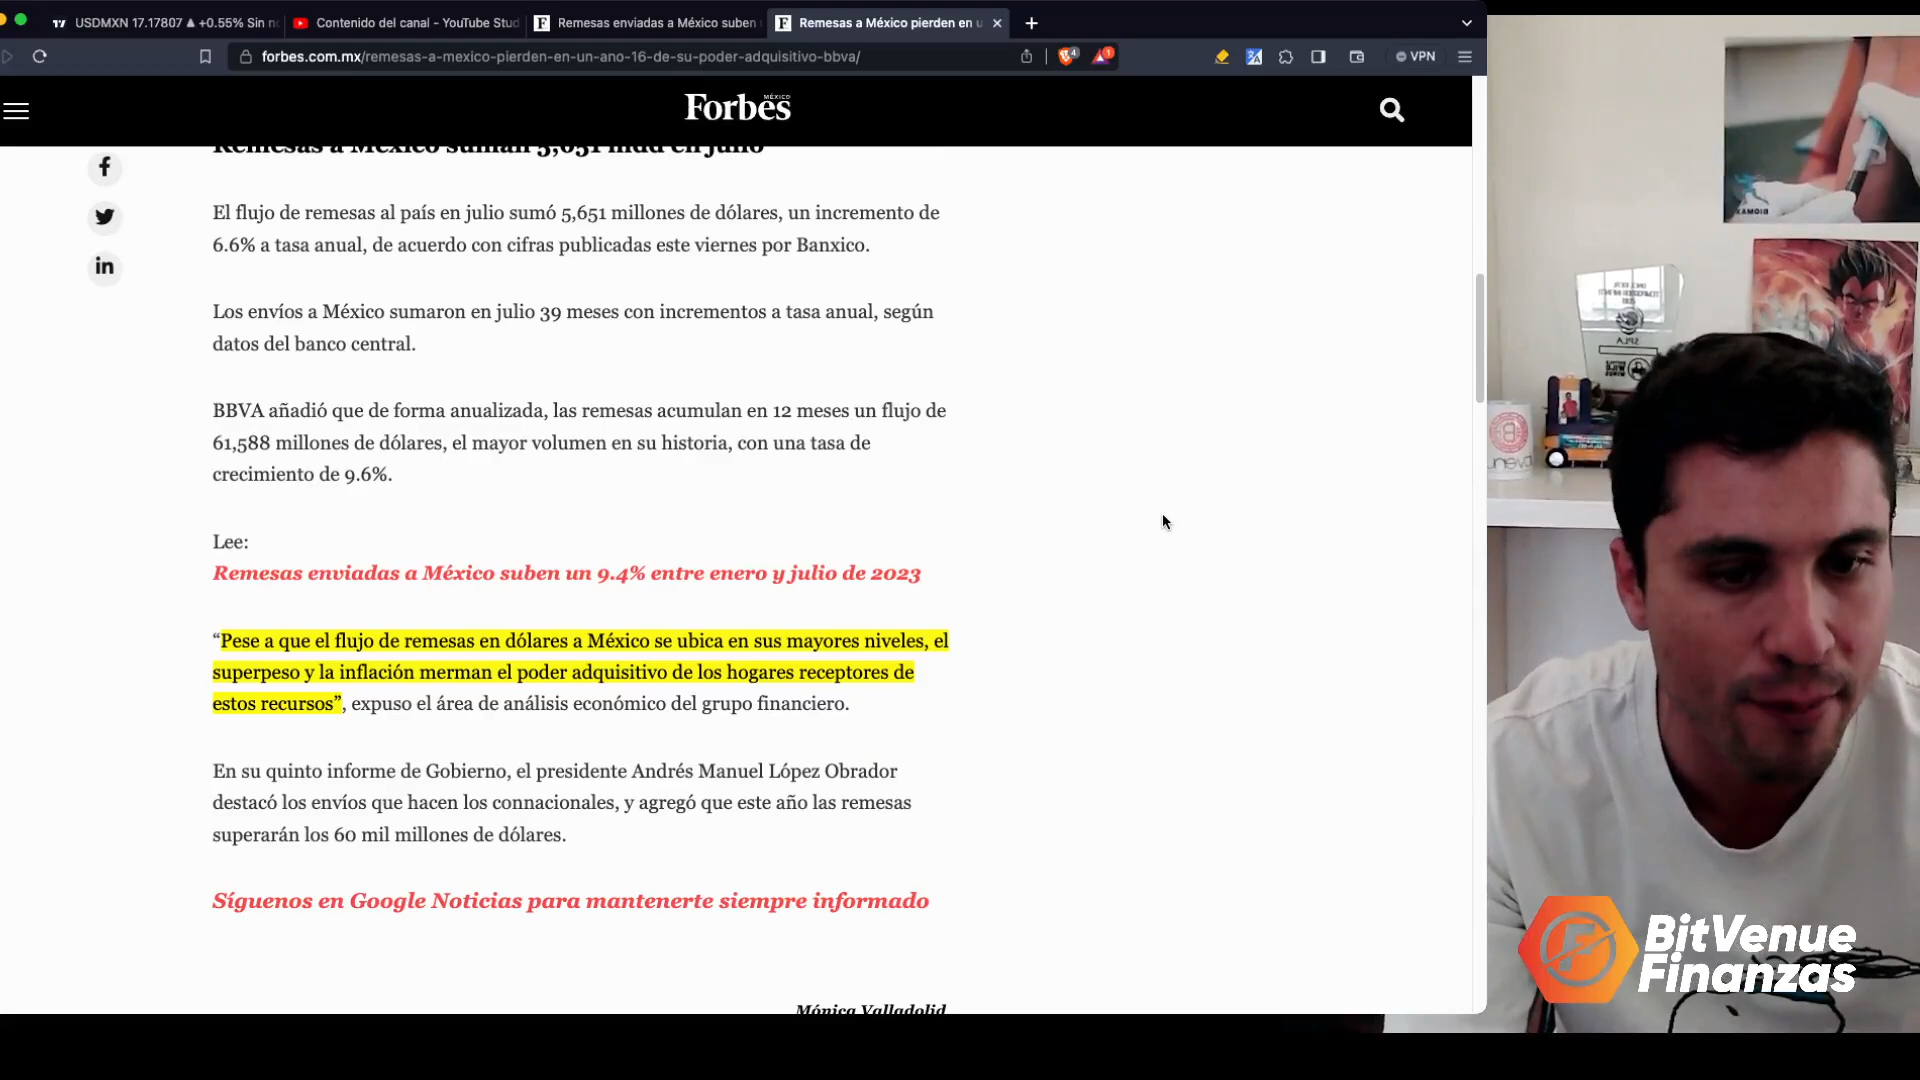 USDMXN 17.17807 ▲ +0.55% Sin n
Contenido del canal - YouTube Stud
Remesas enviadas a México suben
Remesas a México pierden en u
forbes.com.mx/remesas-a-mexico-pierden-en-un-ano-16-de-su-poder-adquisitivo-bbva/
4
1
VPN
Forbes
MÉXICO
Remesas a México suman 5,651 mdd en julio
El flujo de remesas al país en julio sumó 5,651 millones de dólares, un incremento de
6.6% a tasa anual, de acuerdo con cifras publicadas este viernes por Banxico.
Los envíos a México sumaron en julio 39 meses con incrementos a tasa anual, según
datos del banco central.
BBVA añadió que de forma anualizada, las remesas acumulan en 12 meses un flujo de
61,588 millones de dólares, el mayor volumen en su historia, con una tasa de
crecimiento de 9.6%.
Lee:
Remesas enviadas a México suben un 9.4% entre enero y julio de 2023
“Pese a que el flujo de remesas en dólares a México se ubica en sus mayores niveles, el
superpeso y la inflación merman el poder adquisitivo de los hogares receptores de
estos recursos”, expuso el área de análisis económico del grupo financiero.
En su quinto informe de Gobierno, el presidente Andrés Manuel López Obrador
destacó los envíos que hacen los connacionales, y agregó que este año las remesas
superarán los 60 mil millones de dólares.
Síguenos en Google Noticias para mantenerte siempre informado
Mónica Valladolid
BitVenue
Finanzas